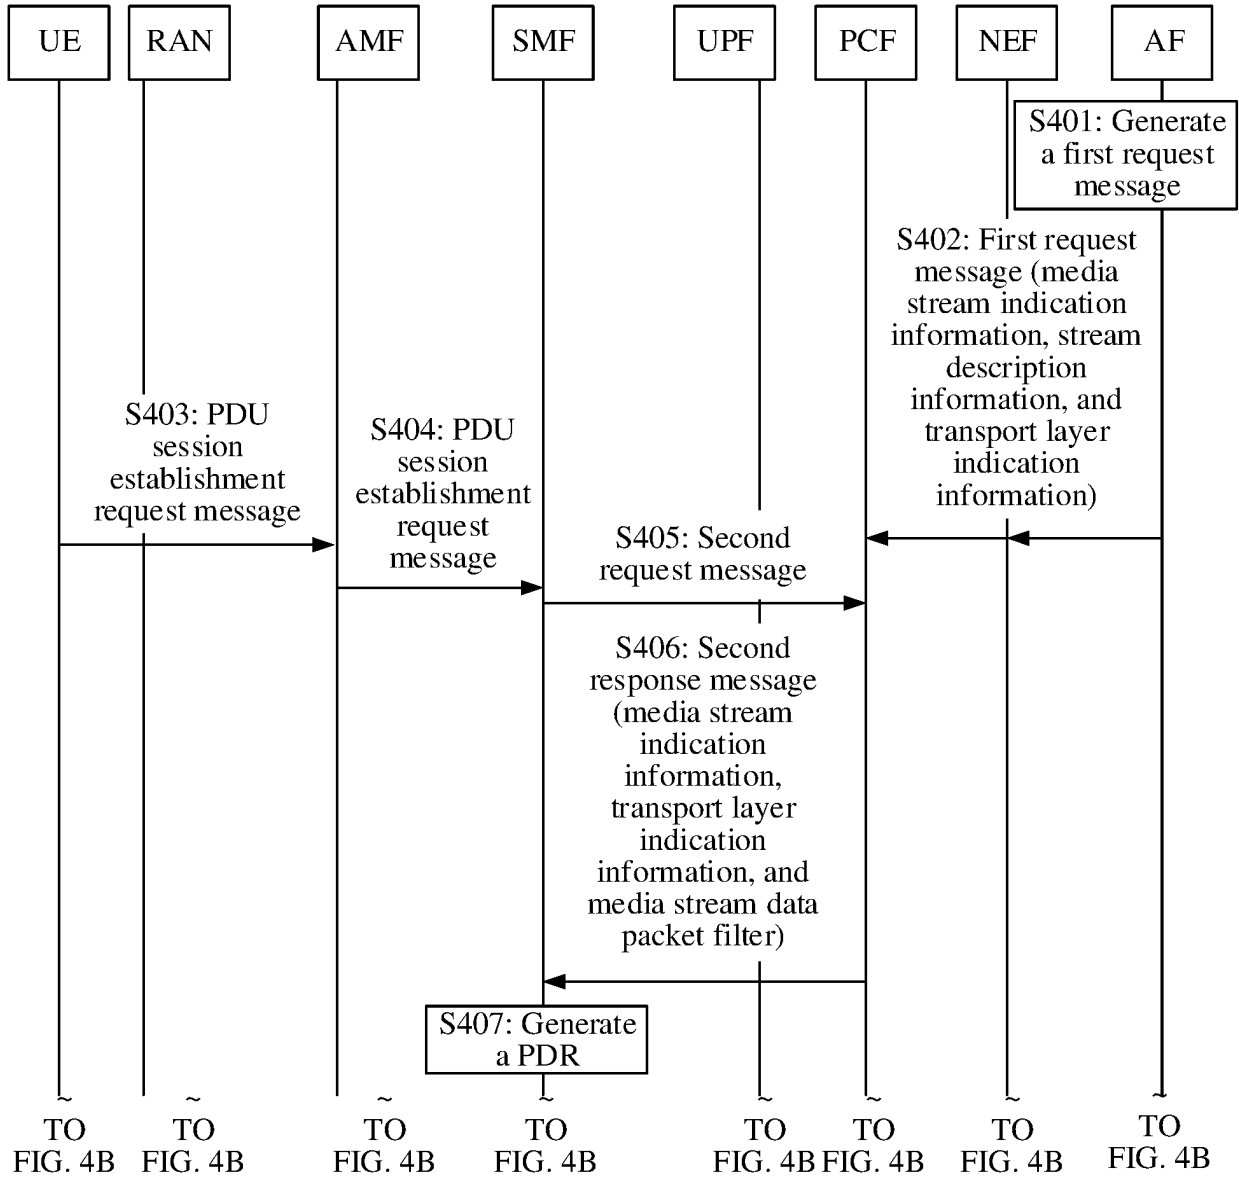 UE
RAN
AMF
SMF
UPF
PCF
NEF
AF
S401: Generate
a first request
message
S402: First request
message (media
stream indication
information, stream
description
information, and
transport layer
indication
information)
S403: PDU
session
establishment
request message
S404: PDU
session
establishment
request
message
S405: Second
request message
S406: Second
response message
(media stream
indication
information,
transport layer
indication
information, and
media stream data
packet filter)
S407: Generate
a PDR
~
TO
FIG. 4B
~
TO
FIG. 4B
~
TO
FIG. 4B
~
TO
FIG. 4B
~
TO
FIG. 4B
~
TO
FIG. 4B
~
TO
FIG. 4B
~
TO
FIG. 4B